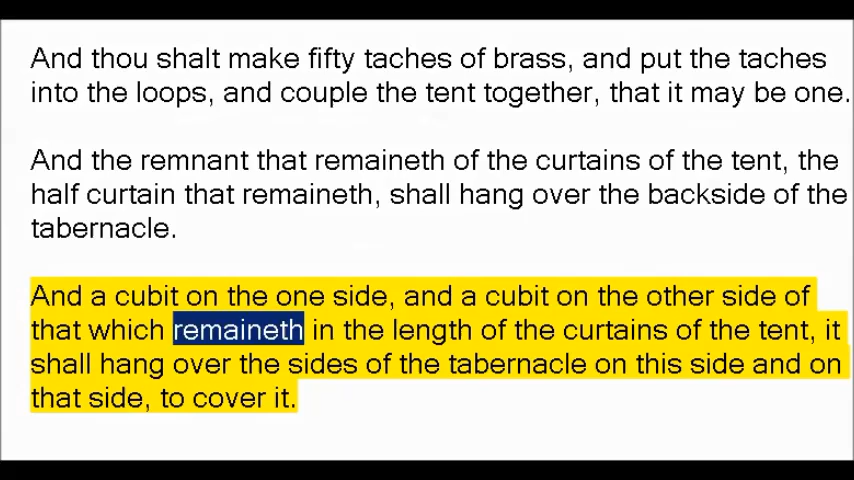 And thou shalt make fifty taches of brass, and put the taches
into the loops, and couple the tent together, that it may be one.
And the remnant that remaineth of the curtains of the tent, the
half curtain that remaineth, shall hang over the backside of the
tabernacle.
And a cubit on the one side, and a cubit on the other side of
that which remaineth in the length of the curtains of the tent, it
shall hang over the sides of the tabernacle on this side and on
that side, to cover it.